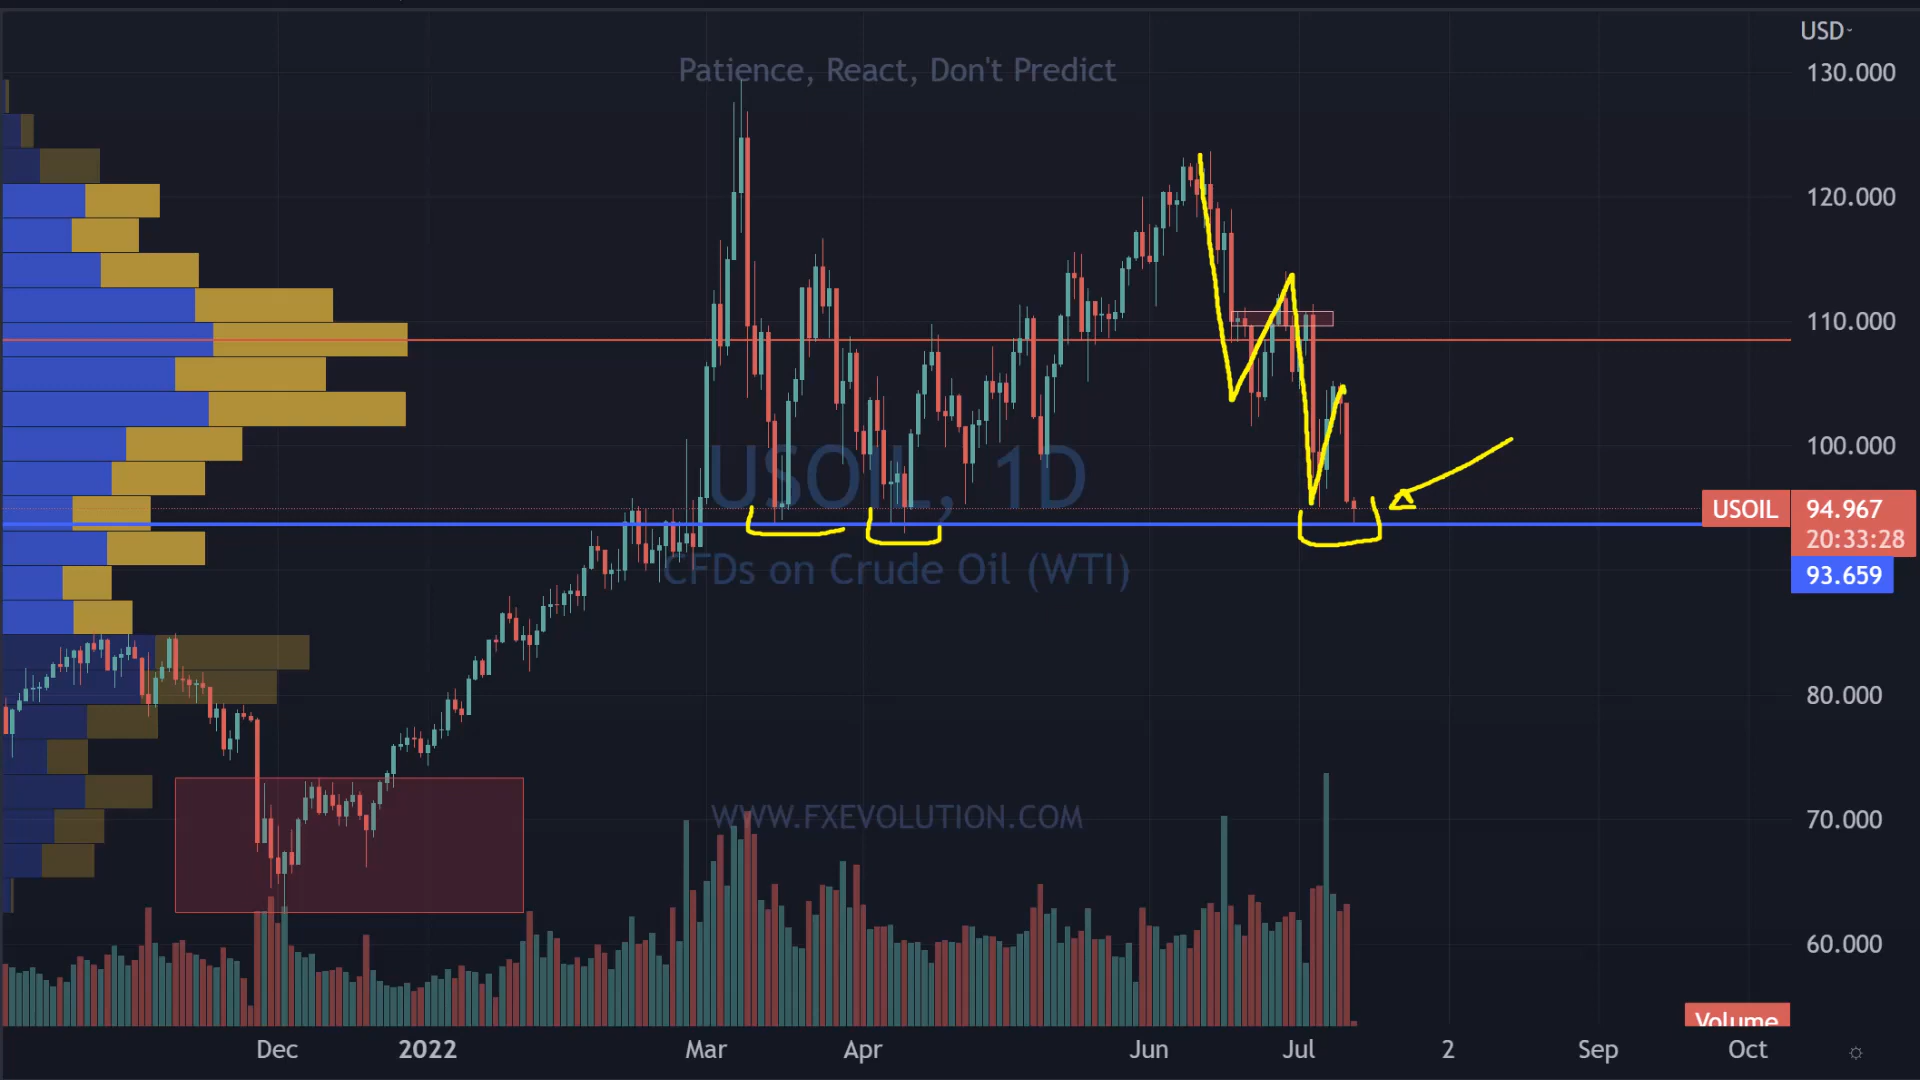 USD
Patience, React, Don't Predict
130.000
120.000
110.000
100.000
USOIL, 1D
USOIL 94.967
20:33:28
CFDs on Crude Oil (WTI)
93.659
80.000
WWW.FXEVOLUTION.COM
70.000
60.000
Volume
Dec 2022 Mar Apr Jun Jul 2 Sep Oct